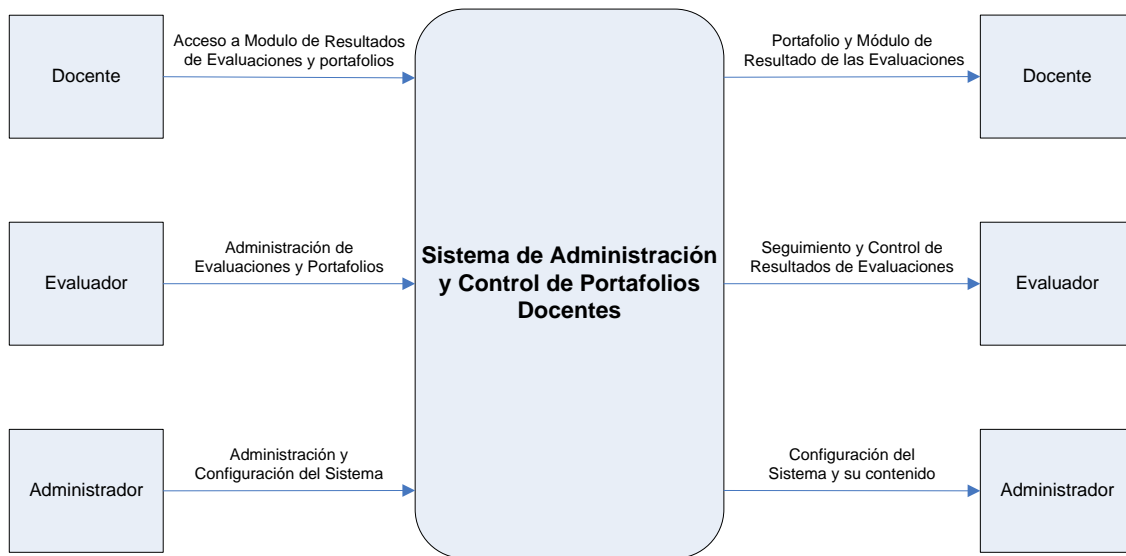 Docente
Acceso a Modulo de Resultados
de Evaluaciones y portafolios
Portafolio y Módulo de
Resultado de las Evaluaciones
Docente
Evaluador
Administración de
Evaluaciones y Portafolios
Sistema de Administración
y Control de Portafolios
Docentes
Seguimiento y Control de
Resultados de Evaluaciones
Evaluador
Administrador
Administración y
Configuración del Sistema
Configuración del
Sistema y su contenido
Administrador